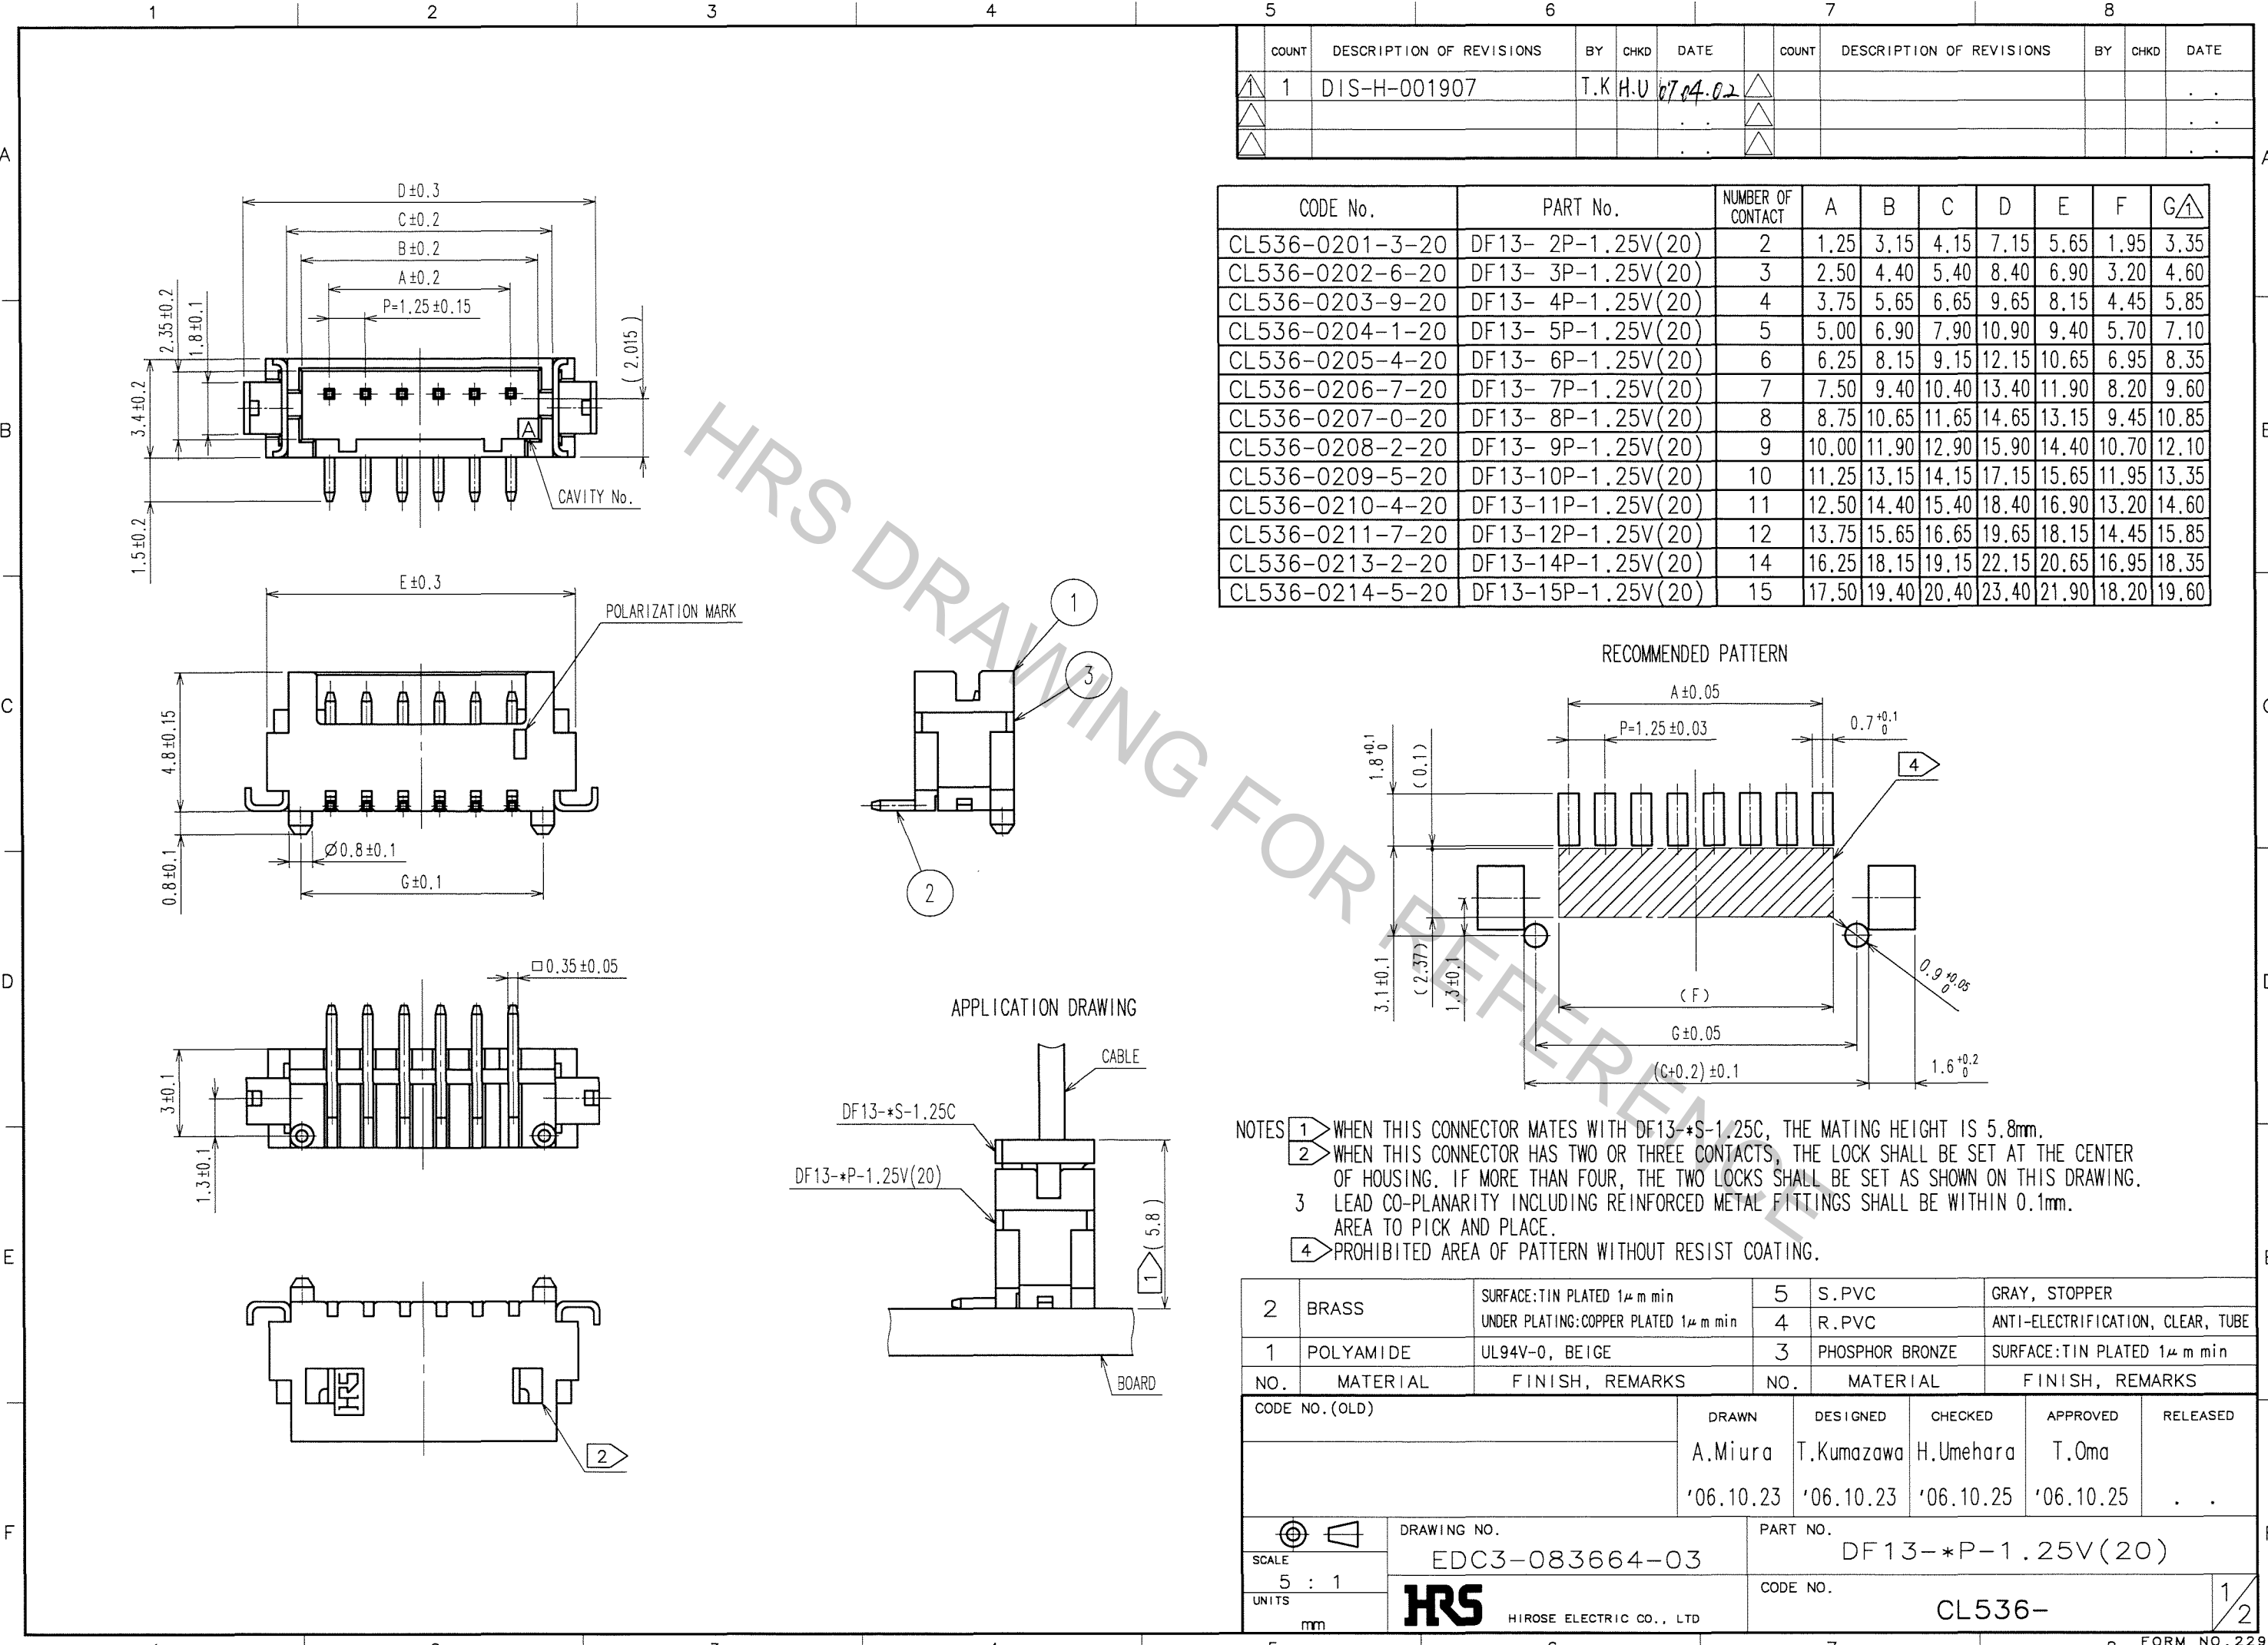 1 2 3 4 5 6 7 8
COUNT DESCRIPTION OF REVISIONS BY CHKD DATE COUNT DESCRIPTION OF REVISIONS BY CHKD DATE
1 1 DIS-H-001907 T.K H.U 07.04.02
A
B
C
D
E
F
CODE No. PART No. NUMBER OF CONTACT A B C D E F G 1
CL536-0201-3-20 DF13- 2P-1.25V(20) 2 1.25 3.15 4.15 7.15 5.65 1.95 3.35
CL536-0202-6-20 DF13- 3P-1.25V(20) 3 2.50 4.40 5.40 8.40 6.90 3.20 4.60
CL536-0203-9-20 DF13- 4P-1.25V(20) 4 3.75 5.65 6.65 9.65 8.15 4.45 5.85
CL536-0204-1-20 DF13- 5P-1.25V(20) 5 5.00 6.90 7.90 10.90 9.40 5.70 7.10
CL536-0205-4-20 DF13- 6P-1.25V(20) 6 6.25 8.15 9.15 12.15 10.65 6.95 8.35
CL536-0206-7-20 DF13- 7P-1.25V(20) 7 7.50 9.40 10.40 13.40 11.90 8.20 9.60
CL536-0207-0-20 DF13- 8P-1.25V(20) 8 8.75 10.65 11.65 14.65 13.15 9.45 10.85
CL536-0208-2-20 DF13- 9P-1.25V(20) 9 10.00 11.90 12.90 15.90 14.40 10.70 12.10
CL536-0209-5-20 DF13-10P-1.25V(20) 10 11.25 13.15 14.15 17.15 15.65 11.95 13.35
CL536-0210-4-20 DF13-11P-1.25V(20) 11 12.50 14.40 15.40 18.40 16.90 13.20 14.60
CL536-0211-7-20 DF13-12P-1.25V(20) 12 13.75 15.65 16.65 19.65 18.15 14.45 15.85
CL536-0213-2-20 DF13-14P-1.25V(20) 14 16.25 18.15 19.15 22.15 20.65 16.95 18.35
CL536-0214-5-20 DF13-15P-1.25V(20) 15 17.50 19.40 20.40 23.40 21.90 18.20 19.60
D±0.3
C±0.2
B±0.2
A±0.2
P=1.25±0.15
2.35±0.2
1.8±0.1
3.4±0.2
1.5±0.2
(2.015)
A
CAVITY No.
E±0.3
POLARIZATION MARK
4.8±0.15
0.8±0.1
Ø0.8±0.1
G±0.1
1
3
2
□0.35±0.05
3±0.1
1.3±0.1
HRS
2
HRS DRAWING FOR REFERENCE
APPLICATION DRAWING
CABLE
DF13-*S-1.25C
DF13-*P-1.25V(20)
1 (5.8)
BOARD
RECOMMENDED PATTERN
A±0.05
P=1.25±0.03
0.7 +0.1 0
1.8 +0.1 0
(0.1)
4
3.1±0.1
(2.37)
1.3±0.1
0.9 +0.05 0
(F)
G±0.05
(C+0.2)±0.1
1.6 +0.2 0
NOTES 1 WHEN THIS CONNECTOR MATES WITH DF13-*S-1.25C, THE MATING HEIGHT IS 5.8mm.
2 WHEN THIS CONNECTOR HAS TWO OR THREE CONTACTS, THE LOCK SHALL BE SET AT THE CENTER
OF HOUSING. IF MORE THAN FOUR, THE TWO LOCKS SHALL BE SET AS SHOWN ON THIS DRAWING.
3 LEAD CO-PLANARITY INCLUDING REINFORCED METAL FITTINGS SHALL BE WITHIN 0.1mm.
AREA TO PICK AND PLACE.
4 PROHIBITED AREA OF PATTERN WITHOUT RESIST COATING.
2 BRASS SURFACE:TIN PLATED 1μm min
UNDER PLATING:COPPER PLATED 1μm min
5 S.PVC GRAY, STOPPER
4 R.PVC ANTI-ELECTRIFICATION, CLEAR, TUBE
1 POLYAMIDE UL94V-0, BEIGE 3 PHOSPHOR BRONZE SURFACE:TIN PLATED 1μm min
NO. MATERIAL FINISH, REMARKS NO. MATERIAL FINISH, REMARKS
CODE NO.(OLD)
DRAWN DESIGNED CHECKED APPROVED RELEASED
A.Miura T.Kumazawa H.Umehara T.Oma
'06.10.23 '06.10.23 '06.10.25 '06.10.25 . .
DRAWING NO.
EDC3-083664-03
PART NO.
DF13-*P-1.25V(20)
SCALE
5 : 1
UNITS
mm
HRS HIROSE ELECTRIC CO., LTD
CODE NO.
CL536-
1/2
FORM NO.229